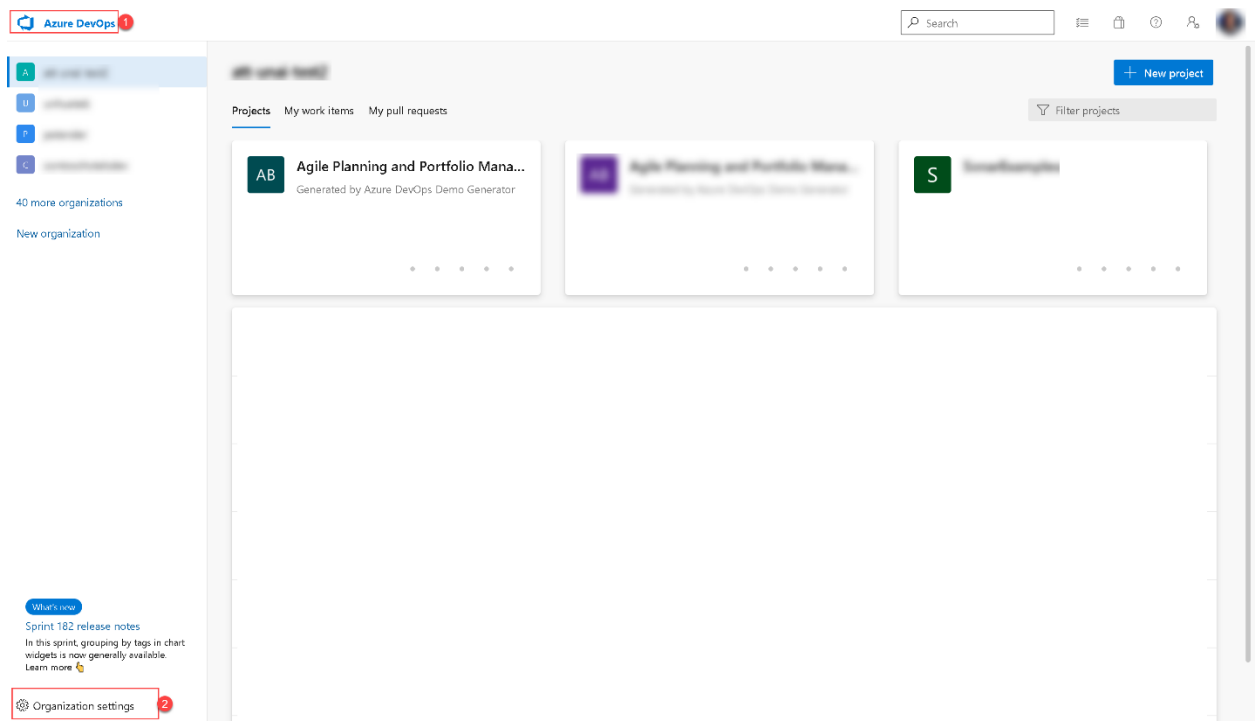 Azure DevOps 1
Search
A
U
P
C
40 more organizations
New organization
What's new
Sprint 182 release notes
In this sprint, grouping by tags in chart
widgets is now generally available.
Learn more 👆
Organization settings 2
New project
Projects My work items My pull requests
Filter projects
AB Agile Planning and Portfolio Mana...
Generated by Azure DevOps Demo Generator
S